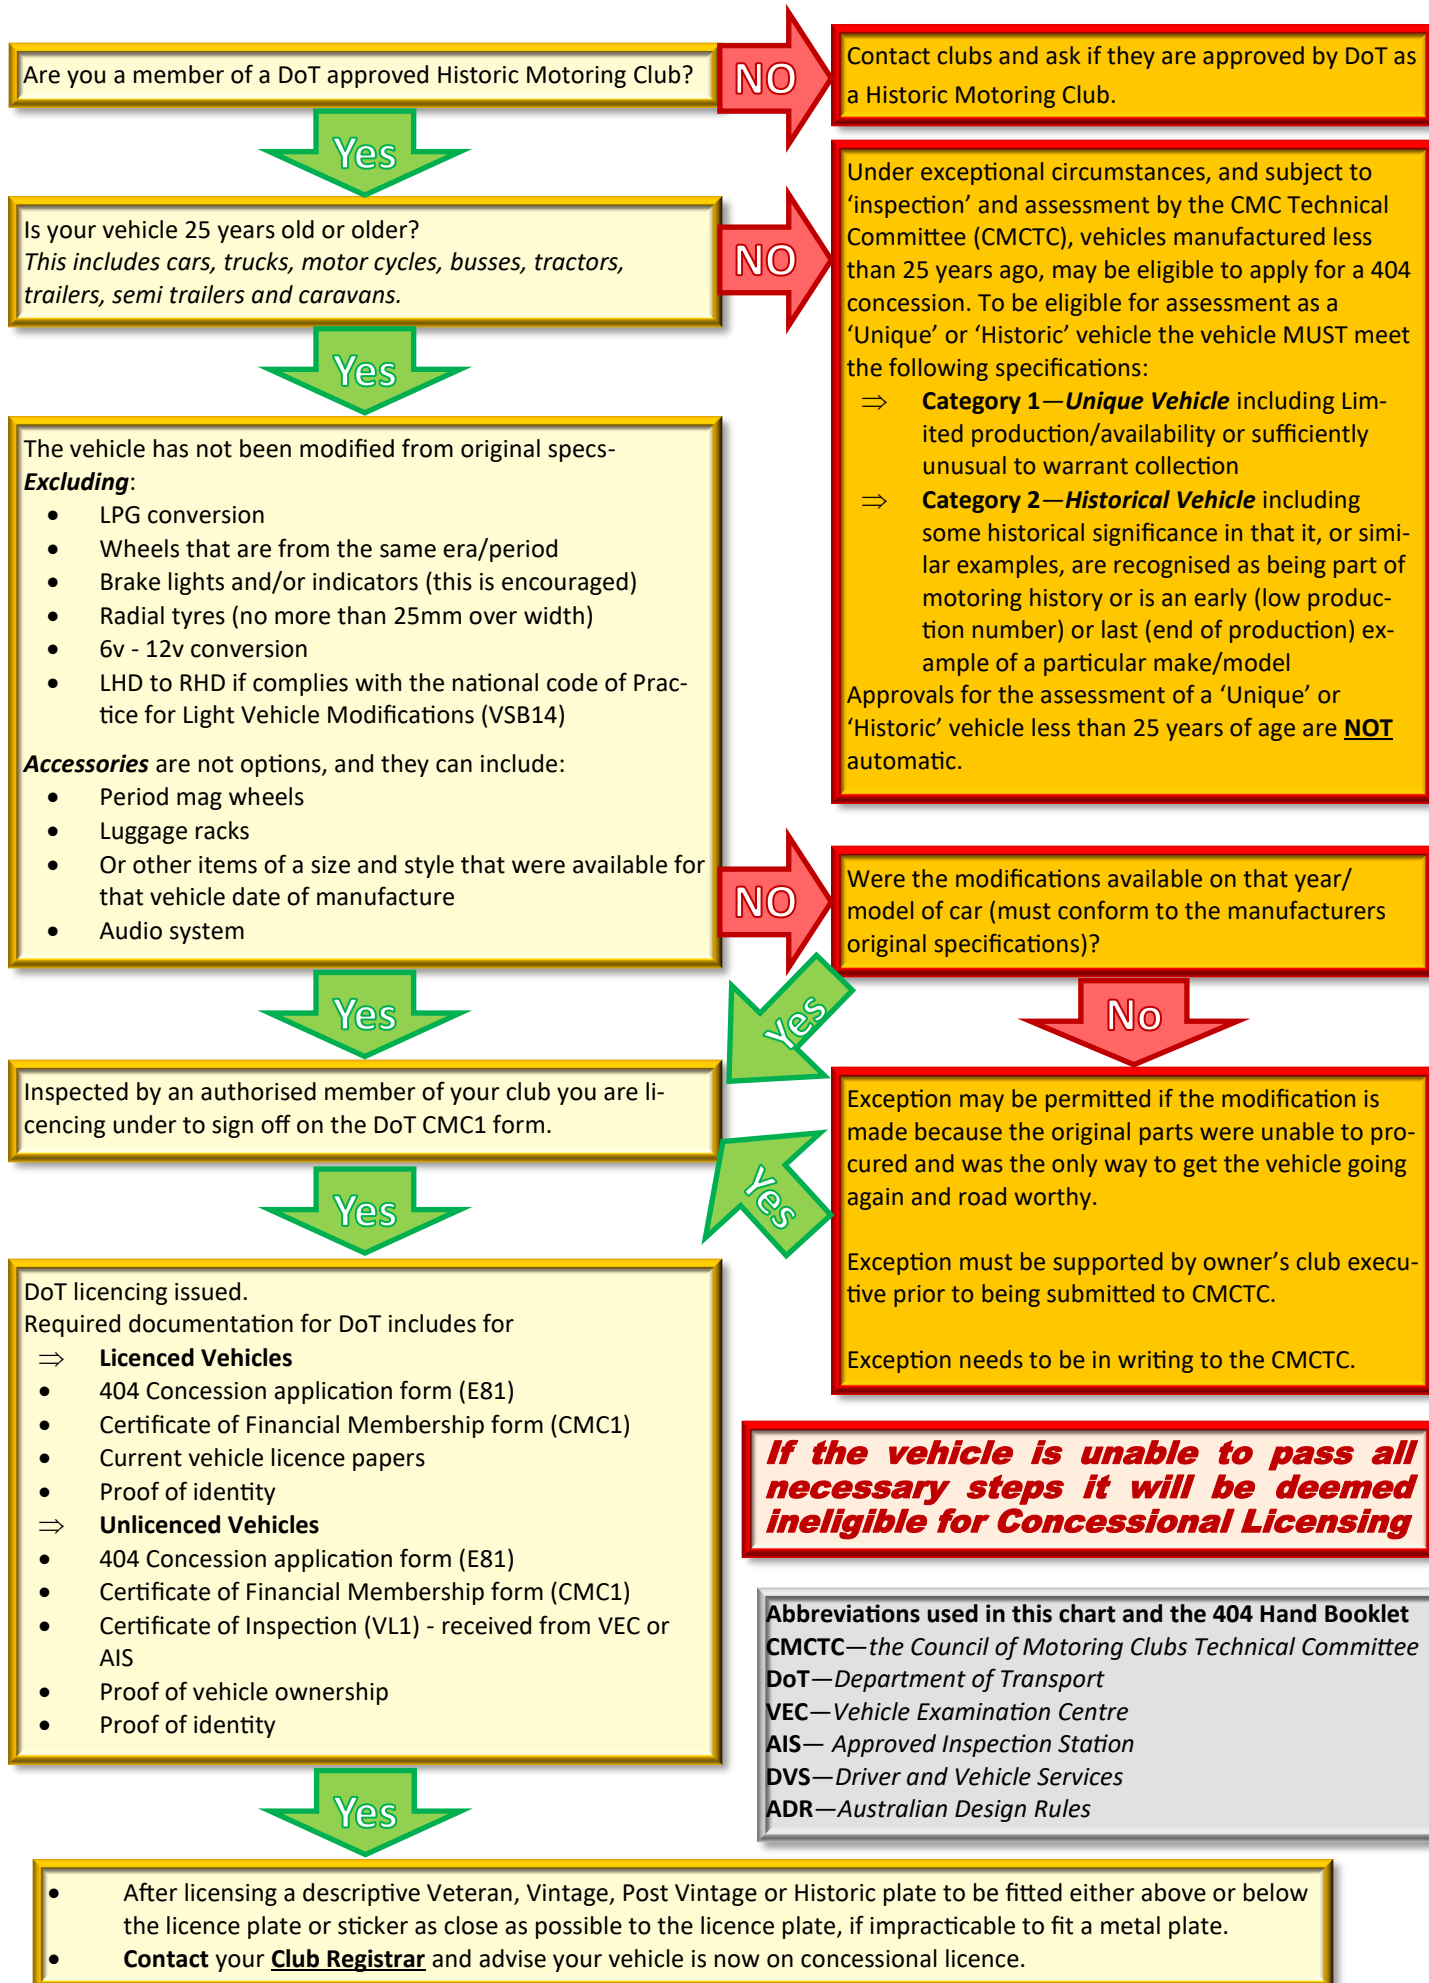 Are you a member of a DoT approved Historic Motoring Club?
NO
Contact clubs and ask if they are approved by DoT as
a Historic Motoring Club.
Yes
Is your vehicle 25 years old or older?
This includes cars, trucks, motor cycles, busses, tractors,
trailers, semi trailers and caravans.
NO
Under exceptional circumstances, and subject to
‘inspection’ and assessment by the CMC Technical
Committee (CMCTC), vehicles manufactured less
than 25 years ago, may be eligible to apply for a 404
concession. To be eligible for assessment as a
‘Unique’ or ‘Historic’ vehicle the vehicle MUST meet
the following specifications:
⇒ Category 1—Unique Vehicle including Lim-
ited production/availability or sufficiently
unusual to warrant collection
⇒ Category 2—Historical Vehicle including
some historical significance in that it, or simi-
lar examples, are recognised as being part of
motoring history or is an early (low produc-
tion number) or last (end of production) ex-
ample of a particular make/model
Approvals for the assessment of a ‘Unique’ or
‘Historic’ vehicle less than 25 years of age are NOT
automatic.
Yes
The vehicle has not been modified from original specs-
Excluding:
• LPG conversion
• Wheels that are from the same era/period
• Brake lights and/or indicators (this is encouraged)
• Radial tyres (no more than 25mm over width)
• 6v - 12v conversion
• LHD to RHD if complies with the national code of Prac-
tice for Light Vehicle Modifications (VSB14)
Accessories are not options, and they can include:
• Period mag wheels
• Luggage racks
• Or other items of a size and style that were available for
that vehicle date of manufacture
• Audio system
NO
Were the modifications available on that year/
model of car (must conform to the manufacturers
original specifications)?
Yes
Yes
No
Inspected by an authorised member of your club you are li-
cencing under to sign off on the DoT CMC1 form.
Exception may be permitted if the modification is
made because the original parts were unable to pro-
cured and was the only way to get the vehicle going
again and road worthy.
Exception must be supported by owner’s club execu-
tive prior to being submitted to CMCTC.
Exception needs to be in writing to the CMCTC.
Yes
Yes
DoT licencing issued.
Required documentation for DoT includes for
⇒ Licenced Vehicles
• 404 Concession application form (E81)
• Certificate of Financial Membership form (CMC1)
• Current vehicle licence papers
• Proof of identity
⇒ Unlicenced Vehicles
• 404 Concession application form (E81)
• Certificate of Financial Membership form (CMC1)
• Certificate of Inspection (VL1) - received from VEC or
AIS
• Proof of vehicle ownership
• Proof of identity
If the vehicle is unable to pass all
necessary steps it will be deemed
ineligible for Concessional Licensing
Abbreviations used in this chart and the 404 Hand Booklet
CMCTC—the Council of Motoring Clubs Technical Committee
DoT—Department of Transport
VEC—Vehicle Examination Centre
AIS— Approved Inspection Station
DVS—Driver and Vehicle Services
ADR—Australian Design Rules
Yes
• After licensing a descriptive Veteran, Vintage, Post Vintage or Historic plate to be fitted either above or below
the licence plate or sticker as close as possible to the licence plate, if impracticable to fit a metal plate.
• Contact your Club Registrar and advise your vehicle is now on concessional licence.